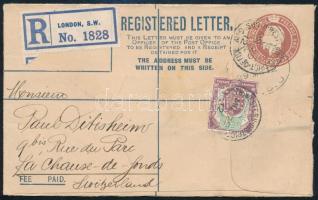 R
LONDON, S.W.
No. 1828
REGISTERED LETTER.
THIS LETTER MUST BE GIVEN TO AN
OFFICER OF THE POST OFFICE
TO BE REGISTERED AND A RECEIPT
OBTAINED FOR IT.
THE ADDRESS MUST BE
WRITTEN ON THIS SIDE.
Monsieur
Paul Ditisheim
9 bis Rue du Parc
La Chause-de-fonds
FEE PAID.
Switzerland